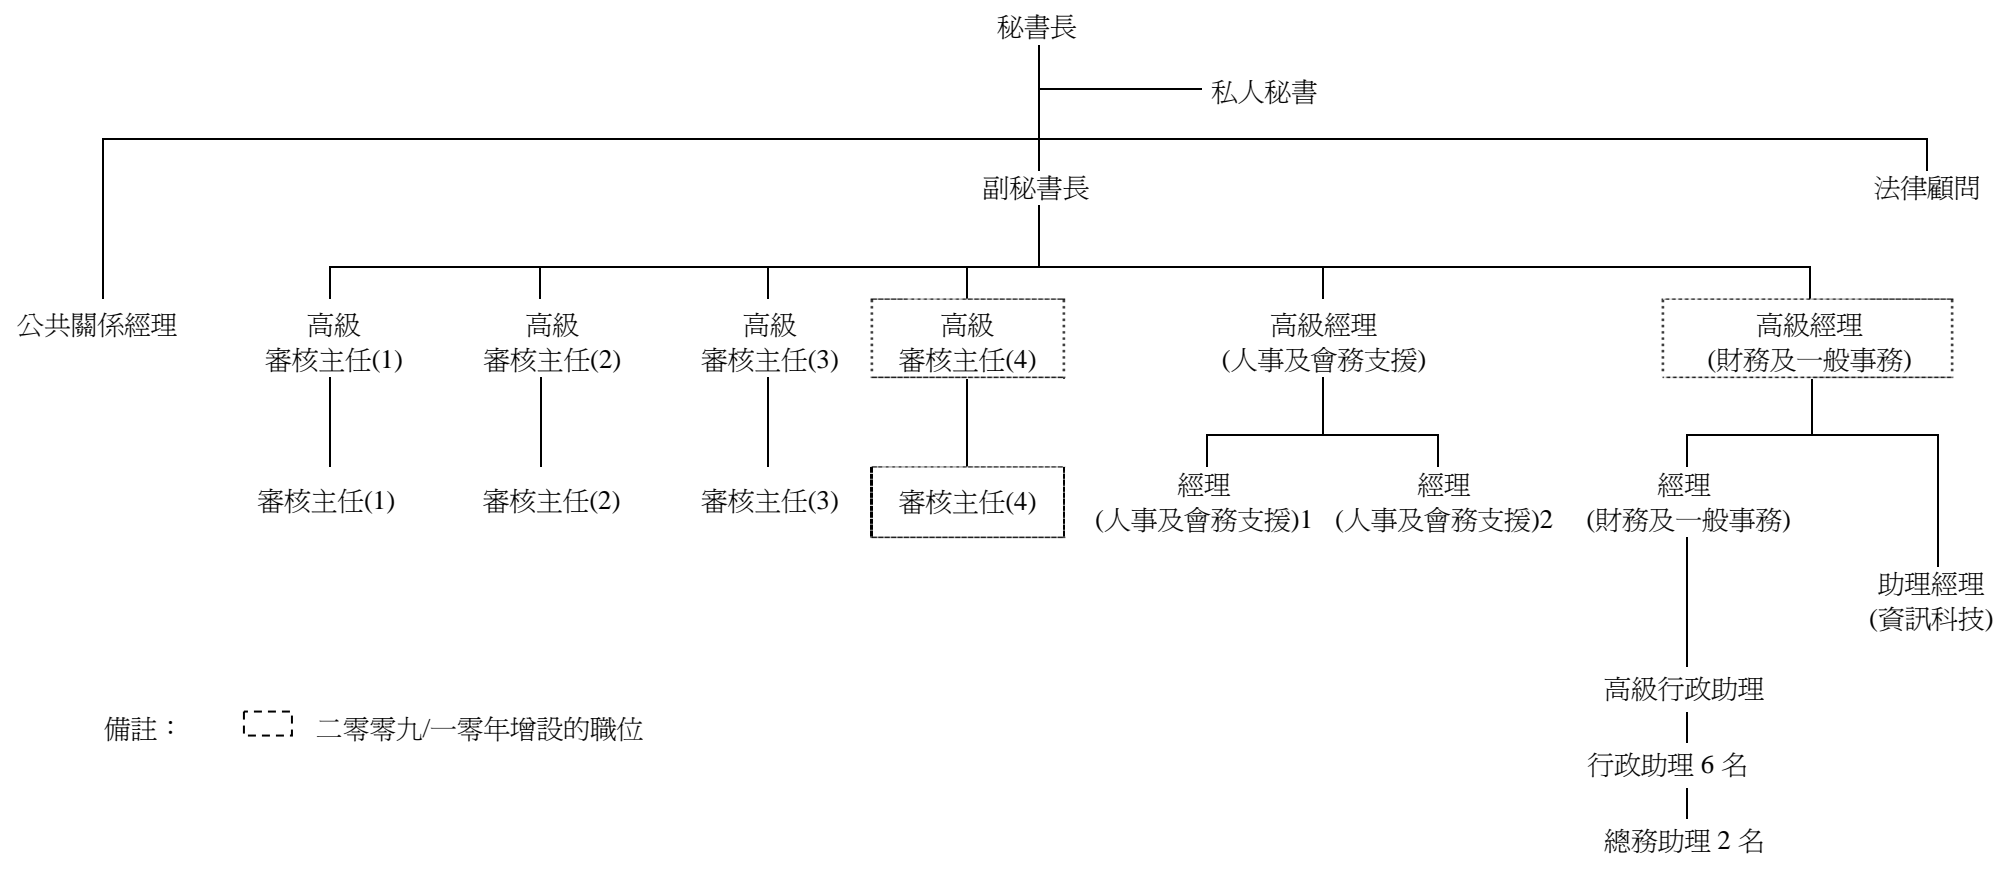 秘書長
私人秘書
副秘書長
法律顧問
公共關係經理
高級
審核主任(1)
高級
審核主任(2)
高級
審核主任(3)
高級
審核主任(4)
高級經理
(人事及會務支援)
高級經理
(財務及一般事務)
審核主任(1)
審核主任(2)
審核主任(3)
審核主任(4)
經理
(人事及會務支援)1
經理
(人事及會務支援)2
經理
(財務及一般事務)
助理經理
(資訊科技)
高級行政助理
行政助理 6 名
總務助理 2 名
備註： 二零零九/一零年增設的職位